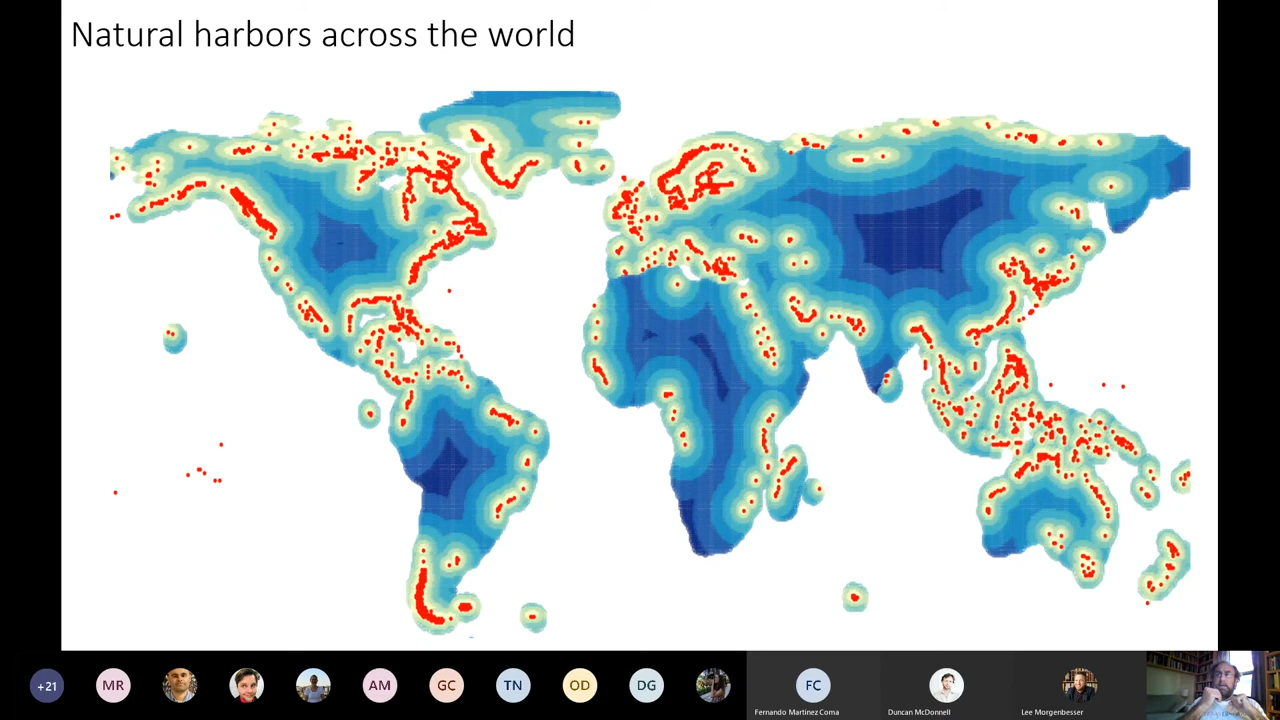 Natural harbors across the world
+21
MR
AM
GC
TN
OD
DG
FC
Fernando Martinez Coma
Duncan McDonnell
Lee Morgenbesser